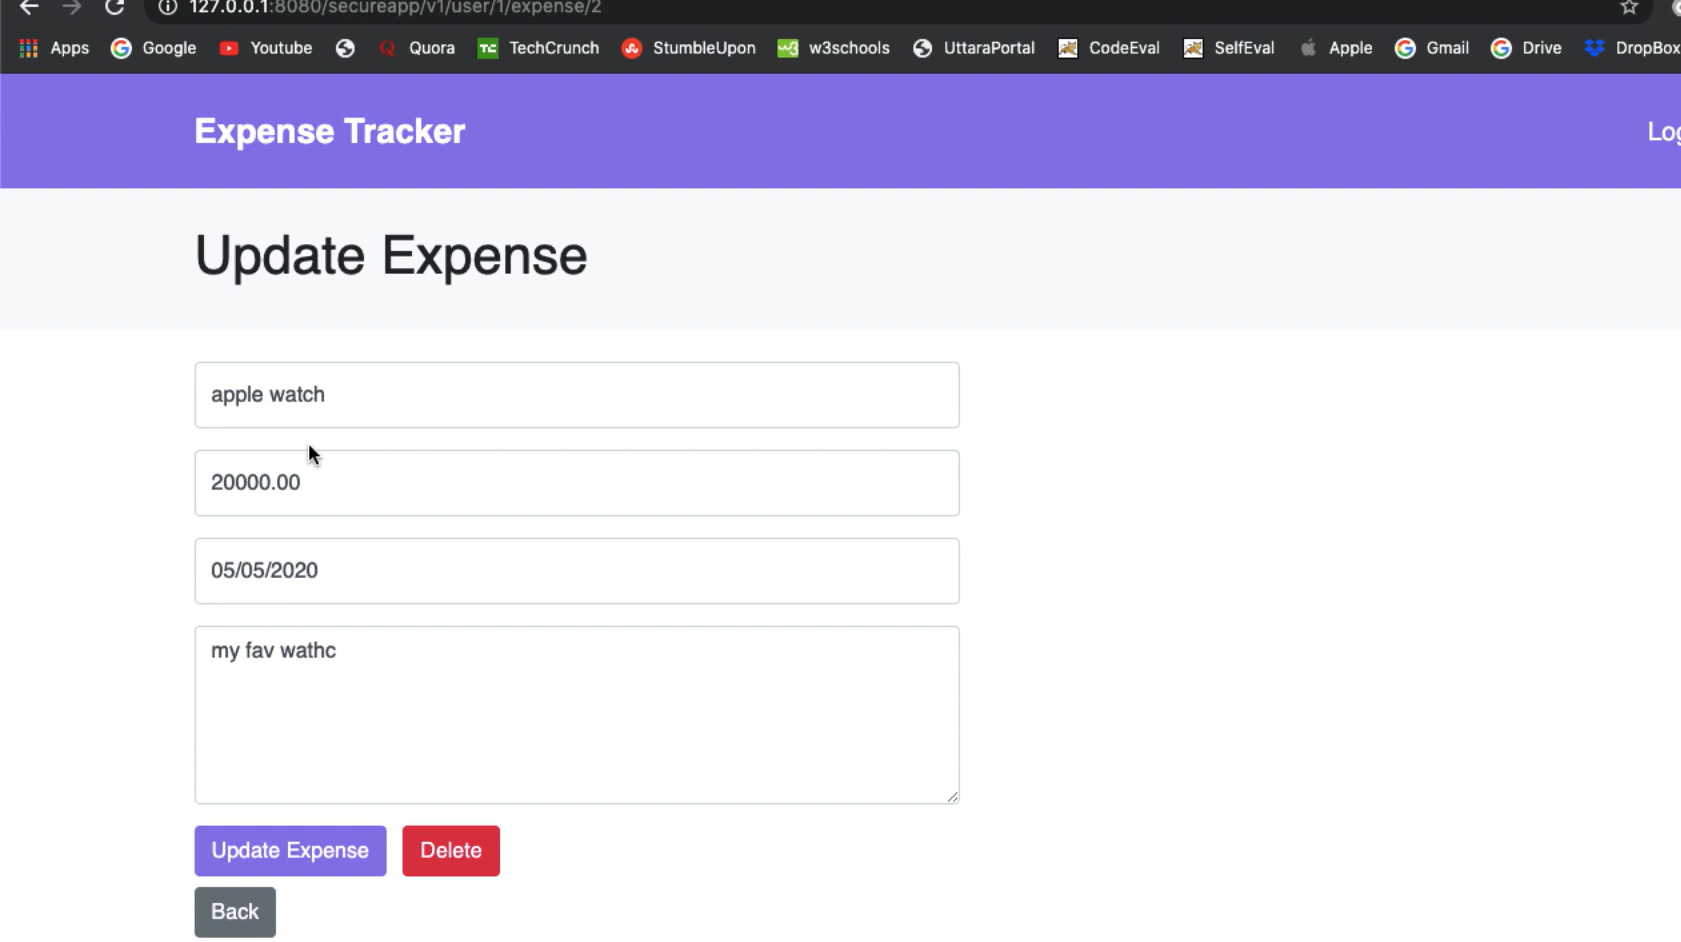 127.0.0.1:8080/secureapp/v1/user/1/expense/2
Apps Google Youtube Quora TechCrunch StumbleUpon w3schools UttaraPortal CodeEval SelfEval Apple Gmail Drive DropBox
Expense Tracker Log
Update Expense
apple watch
20000.00
05/05/2020
my fav wathc
Update Expense Delete
Back